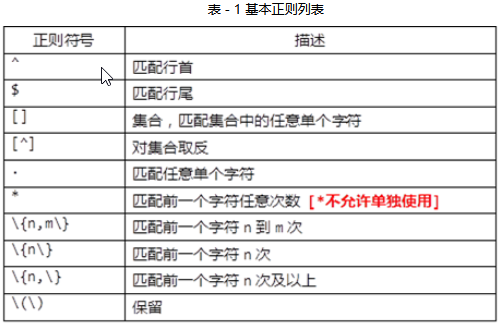 表 - 1 基本正则列表
正则符号 描述
^ 匹配行首
$ 匹配行尾
[] 集合，匹配集合中的任意单个字符
[^] 对集合取反
. 匹配任意单个字符
* 匹配前一个字符任意次数 [*不允许单独使用]
\{n,m\} 匹配前一个字符 n 到 m 次
\{n\} 匹配前一个字符 n 次
\{n,\} 匹配前一个字符 n 次及以上
\(\) 保留